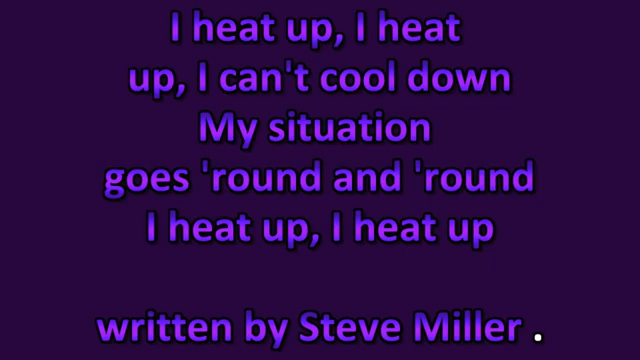 I heat up, I heat
up, I can't cool down
My situation
goes 'round and 'round
I heat up, I heat up
written by Steve Miller .